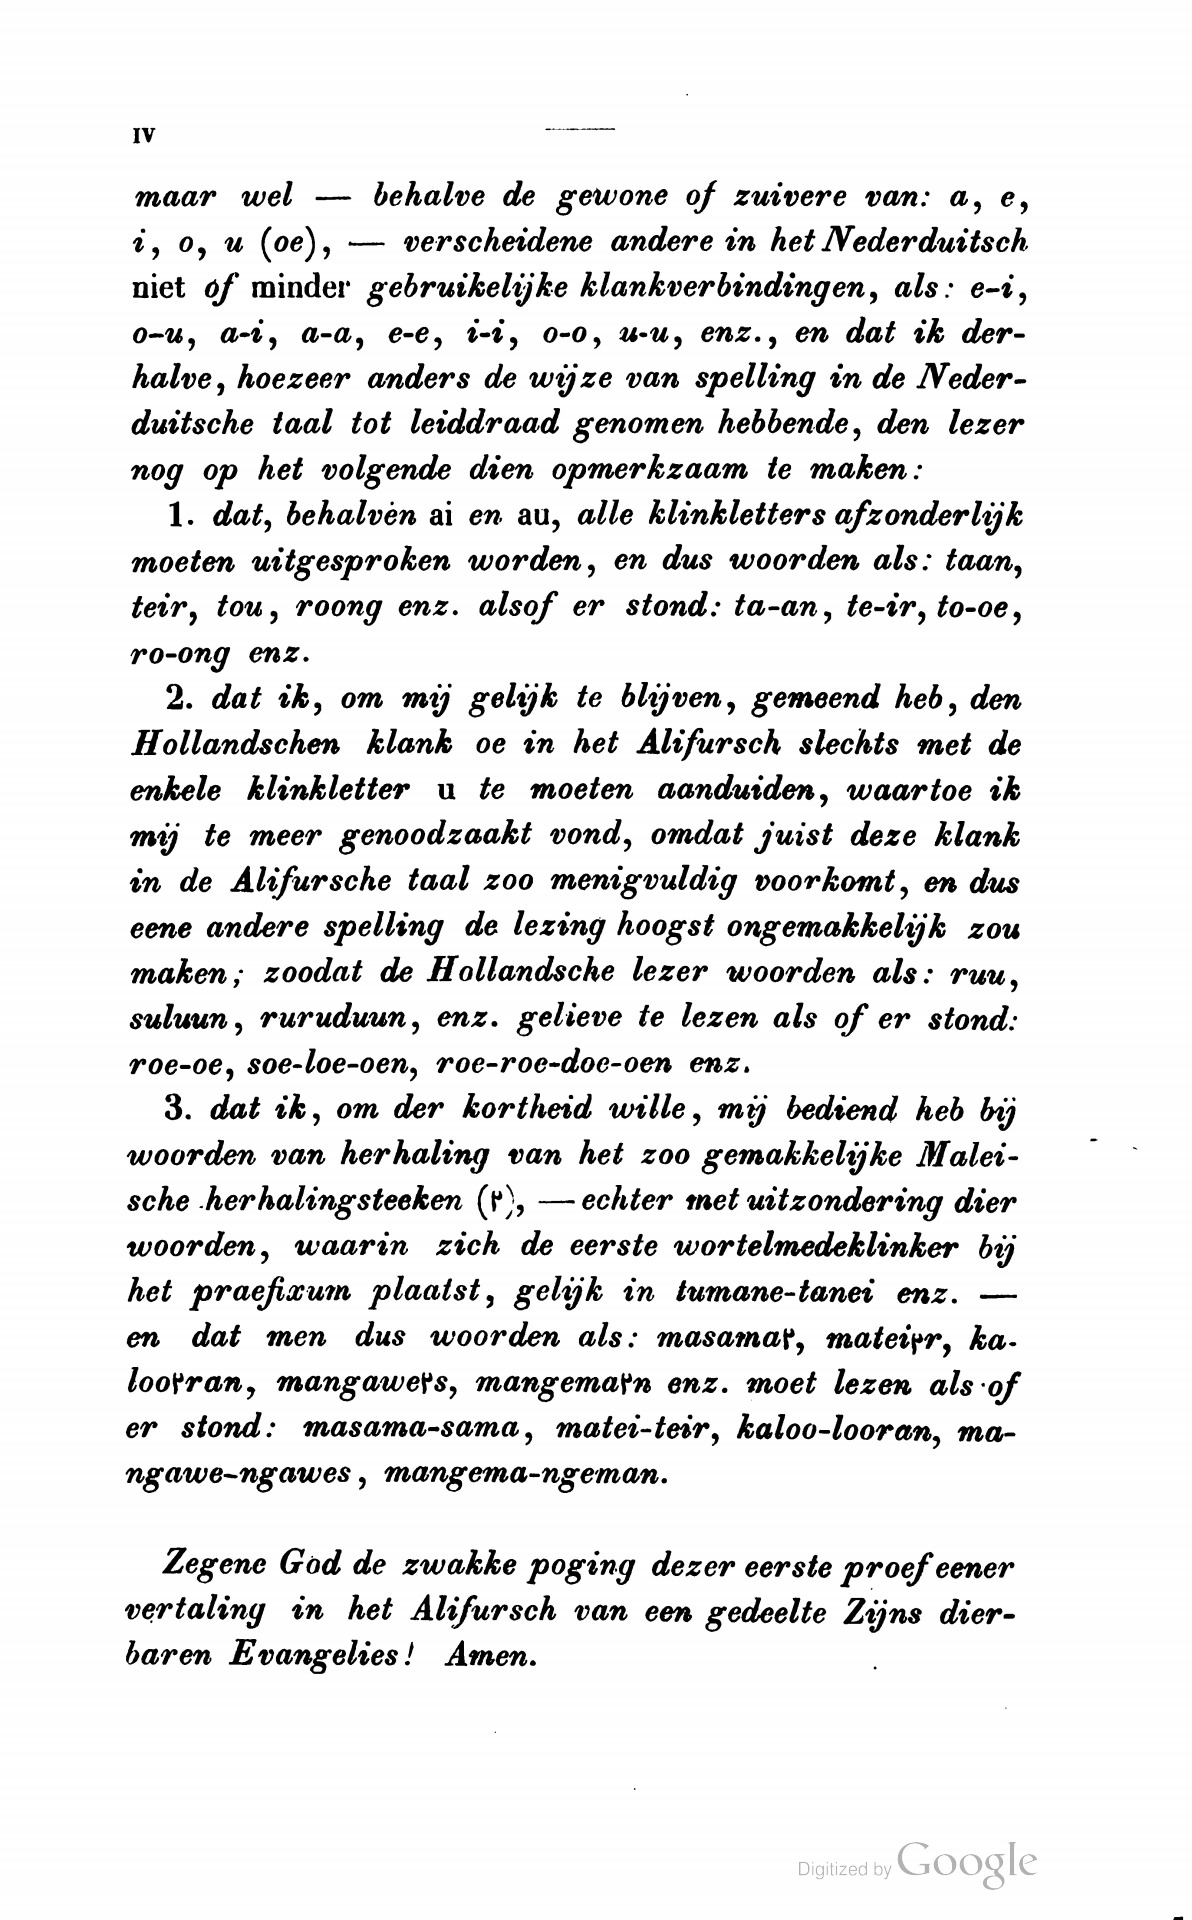 IV
maar wel — behalve de gewone of zuivere van: a, e,
i, o, u (oe), — verscheidene andere in het Nederduitsch
niet óf minder gebruikelijke klankverbindingen, als: e-i,
o-u, a-i, a-a, e-e, i-i, o-o, u-u, enz., en dat ik der-
halve, hoezeer anders de wijze van spelling in de Neder-
duitsche taal tot leiddraad genomen hebbende, den lezer
nog op het volgende dien opmerkzaam te maken:
1. dat, behalven ai en au, alle klinkletters afzonderlijk
moeten uitgesproken worden, en dus woorden als: taan,
teir, tou, roong enz. alsof er stond: ta-an, te-ir, to-oe,
ro-ong enz.
2. dat ik, om mij gelijk te blijven, gemeend heb, den
Hollandschen klank oe in het Alifursch slechts met de
enkele klinkletter u te moeten aanduiden, waartoe ik
mij te meer genoodzaakt vond, omdat juist deze klank
in de Alifursche taal zoo menigvuldig voorkomt, en dus
eene andere spelling de lezing hoogst ongemakkelijk zou
maken; zoodat de Hollandsche lezer woorden als: ruu,
suluun, ruruduun, enz. gelieve te lezen als of er stond:
roe-oe, soe-loe-oen, roe-roe-doe-oen enz.
3. dat ik, om der kortheid wille, mij bediend heb bij
woorden van herhaling van het zoo gemakkelijke Malei-
sche herhalingsteeken (٢), — echter met uitzondering dier
woorden, waarin zich de eerste wortelmedeklinker bij
het praefixum plaatst, gelijk in tumane-tanei enz. —
en dat men dus woorden als: masama٢, matei٢r, ka-
loo٢ran, mangawe٢s, mangema٢n enz. moet lezen als of
er stond: masama-sama, matei-teir, kaloo-looran, ma-
ngawe-ngawes, mangema-ngeman.
Zegene God de zwakke poging dezer eerste proef eener
vertaling in het Alifursch van een gedeelte Zijns dier-
baren Evangelies! Amen.
Digitized by Google